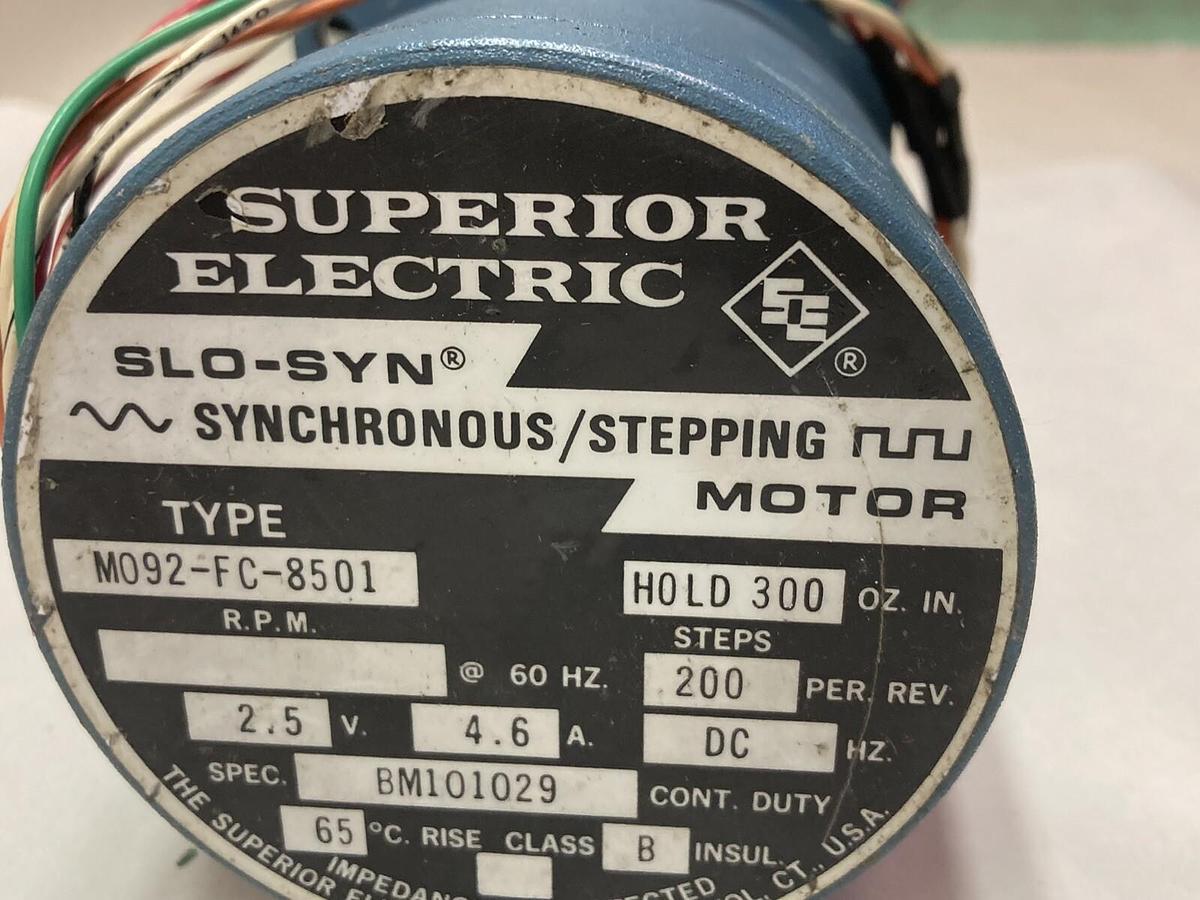 SUPERIOR
ELECTRIC
SE ®
SLO-SYN®
SYNCHRONOUS/STEPPING
MOTOR
TYPE
M092-FC-8501
HOLD 300 OZ. IN.
R.P.M.
@ 60 HZ.
STEPS
200 PER. REV.
2.5 V. 4.6 A.
DC HZ.
SPEC. BM101029 CONT. DUTY
65 °C. RISE CLASS B INSUL.
THE SUPERIOR
CT., U.S.A.